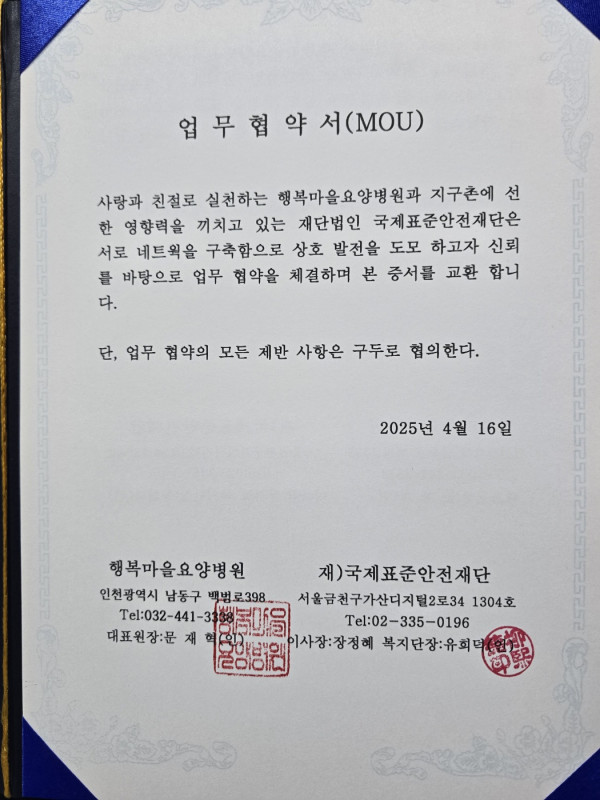 업 무 협 약 서(MOU)
사랑과 친절로 실천하는 행복마을요양병원과 지구촌에 선
한 영향력을 끼치고 있는 재단법인 국제표준안전재단은
서로 네트웍을 구축함으로 상호 발전을 도모 하고자 신뢰
를 바탕으로 업무 협약을 체결하며 본 증서를 교환 합니
다.
단, 업무 협약의 모든 제반 사항은 구두로 협의한다.
2025년 4월 16일
행복마을요양병원
인천광역시 남동구 백범로398
Tel:032-441-3338
대표원장:문 재 혁(인)
행복마을
요양병원
재)국제표준안전재단
서울금천구가산디지털2로34 1304호
Tel:02-335-0196
이사장:장정혜 복지단장:유희덕(인)